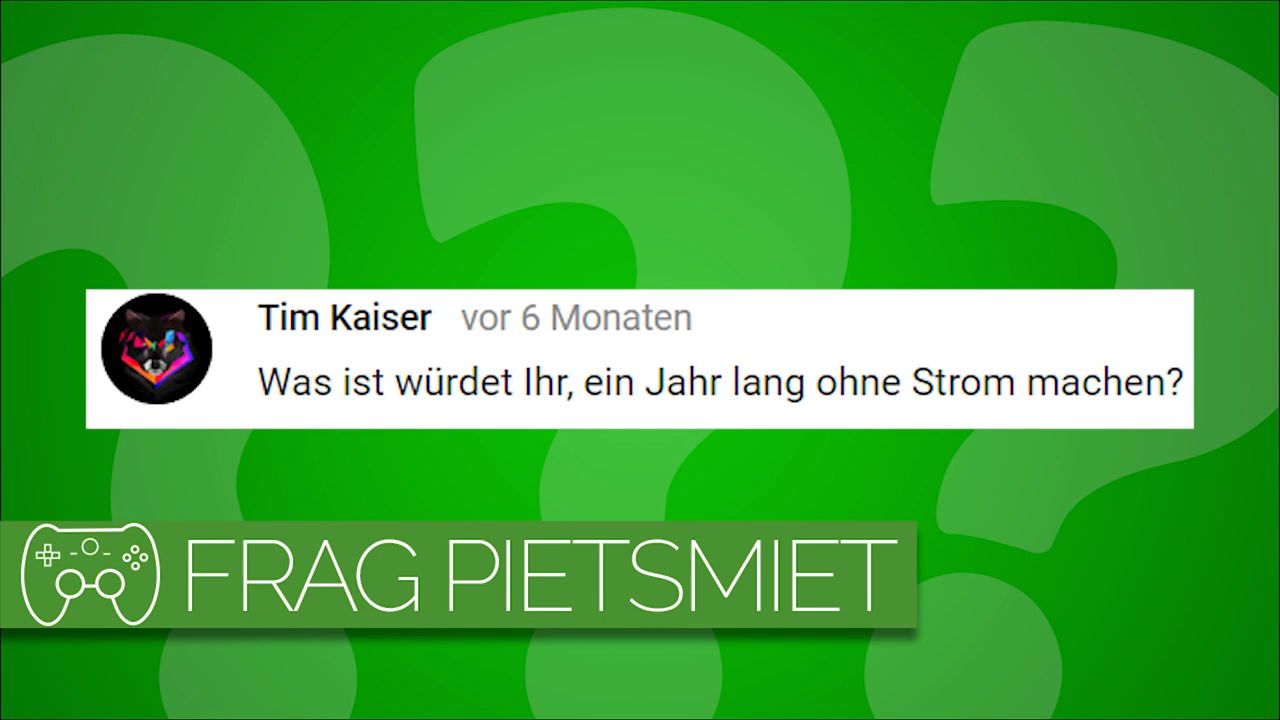 Tim Kaiser vor 6 Monaten
Was ist würdet Ihr, ein Jahr lang ohne Strom machen?
FRAG PIETSMIET